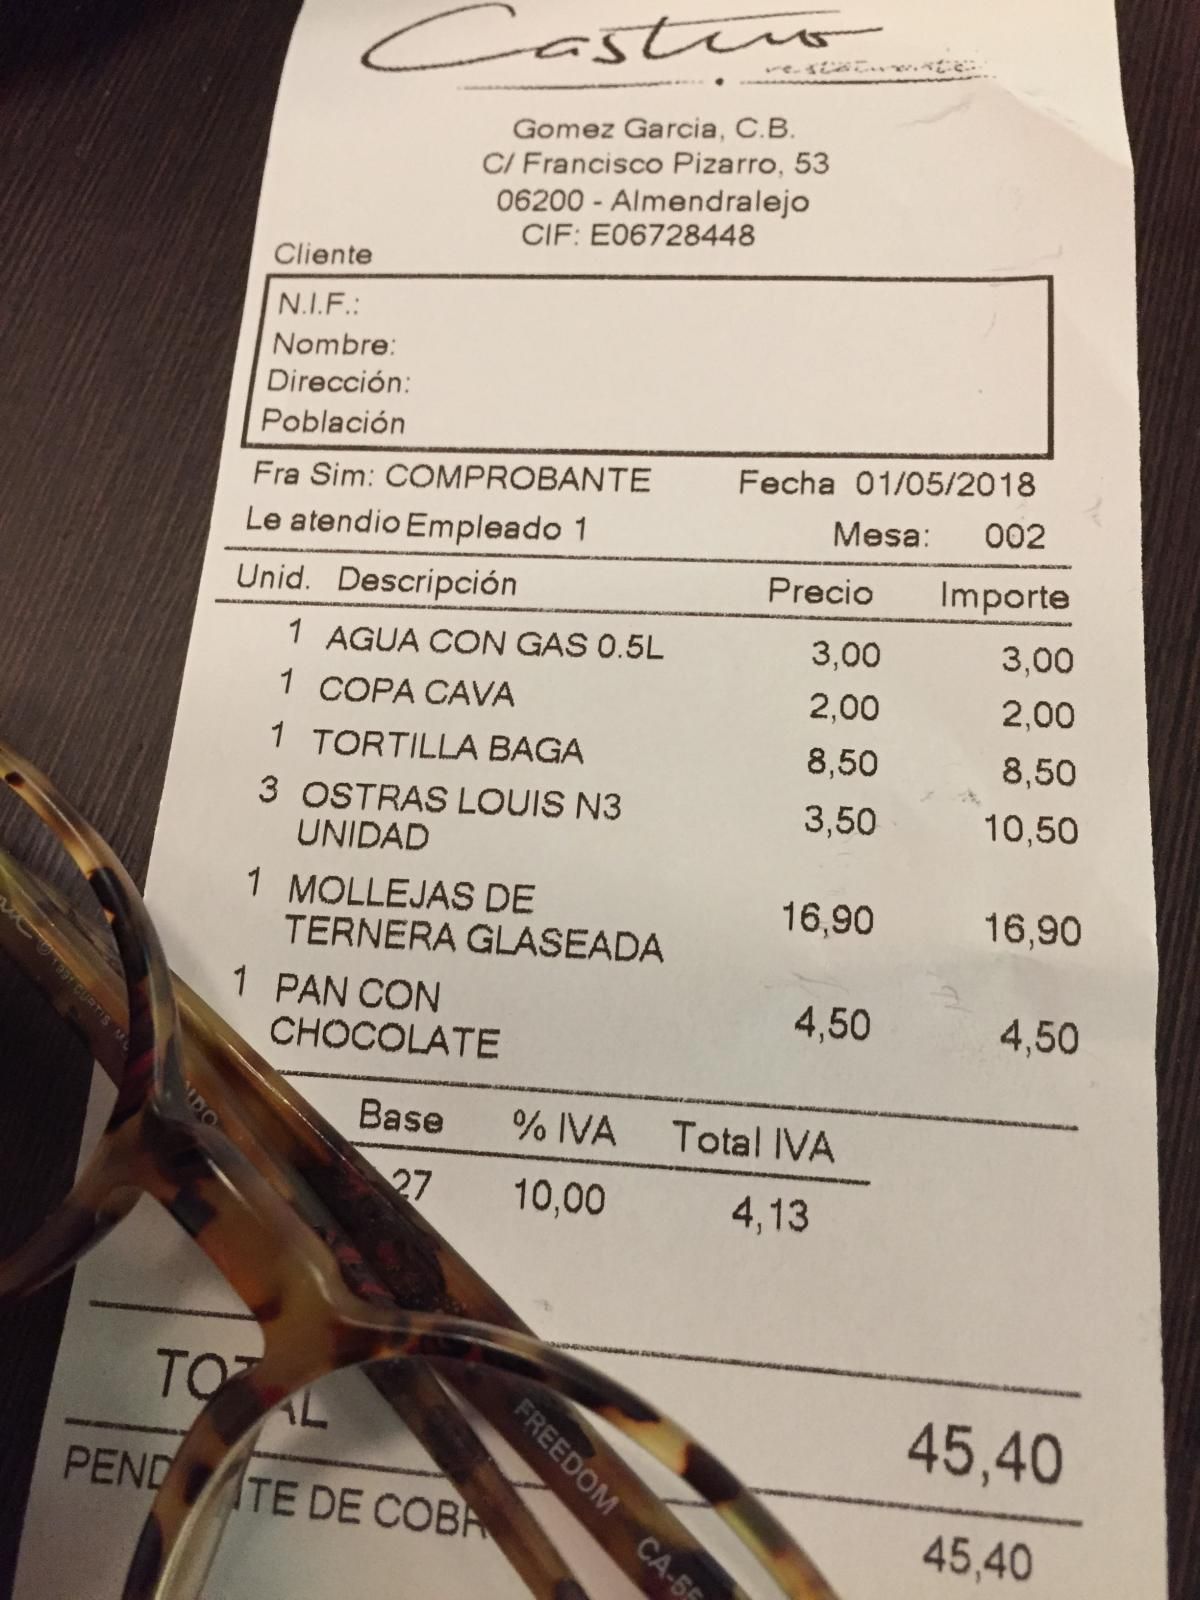 Castuo
restaurante
Gomez Garcia, C.B.
C/ Francisco Pizarro, 53
06200 - Almendralejo
CIF: E06728448
Cliente
N.I.F.:
Nombre:
Dirección:
Población
Fra Sim: COMPROBANTE Fecha 01/05/2018
Le atendio Empleado 1 Mesa: 002
Unid. Descripción Precio Importe
1 AGUA CON GAS 0.5L 3,00 3,00
1 COPA CAVA 2,00 2,00
1 TORTILLA BAGA 8,50 8,50
3 OSTRAS LOUIS N3 3,50 10,50
UNIDAD
1 MOLLEJAS DE 16,90 16,90
TERNERA GLASEADA
1 PAN CON 4,50 4,50
CHOCOLATE
Base % IVA Total IVA
27 10,00 4,13
TOTAL 45,40
PEND TE DE COBR 45,40
FREEDOM CA-55